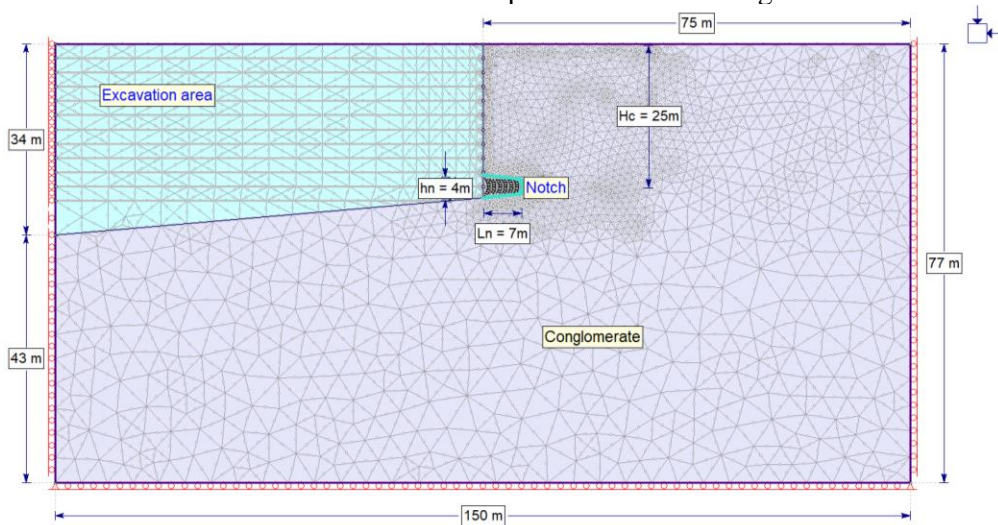 75 m
Excavation area
Hc = 25m
34 m
hn = 4m
Notch
Ln = 7m
77 m
Conglomerate
43 m
150 m